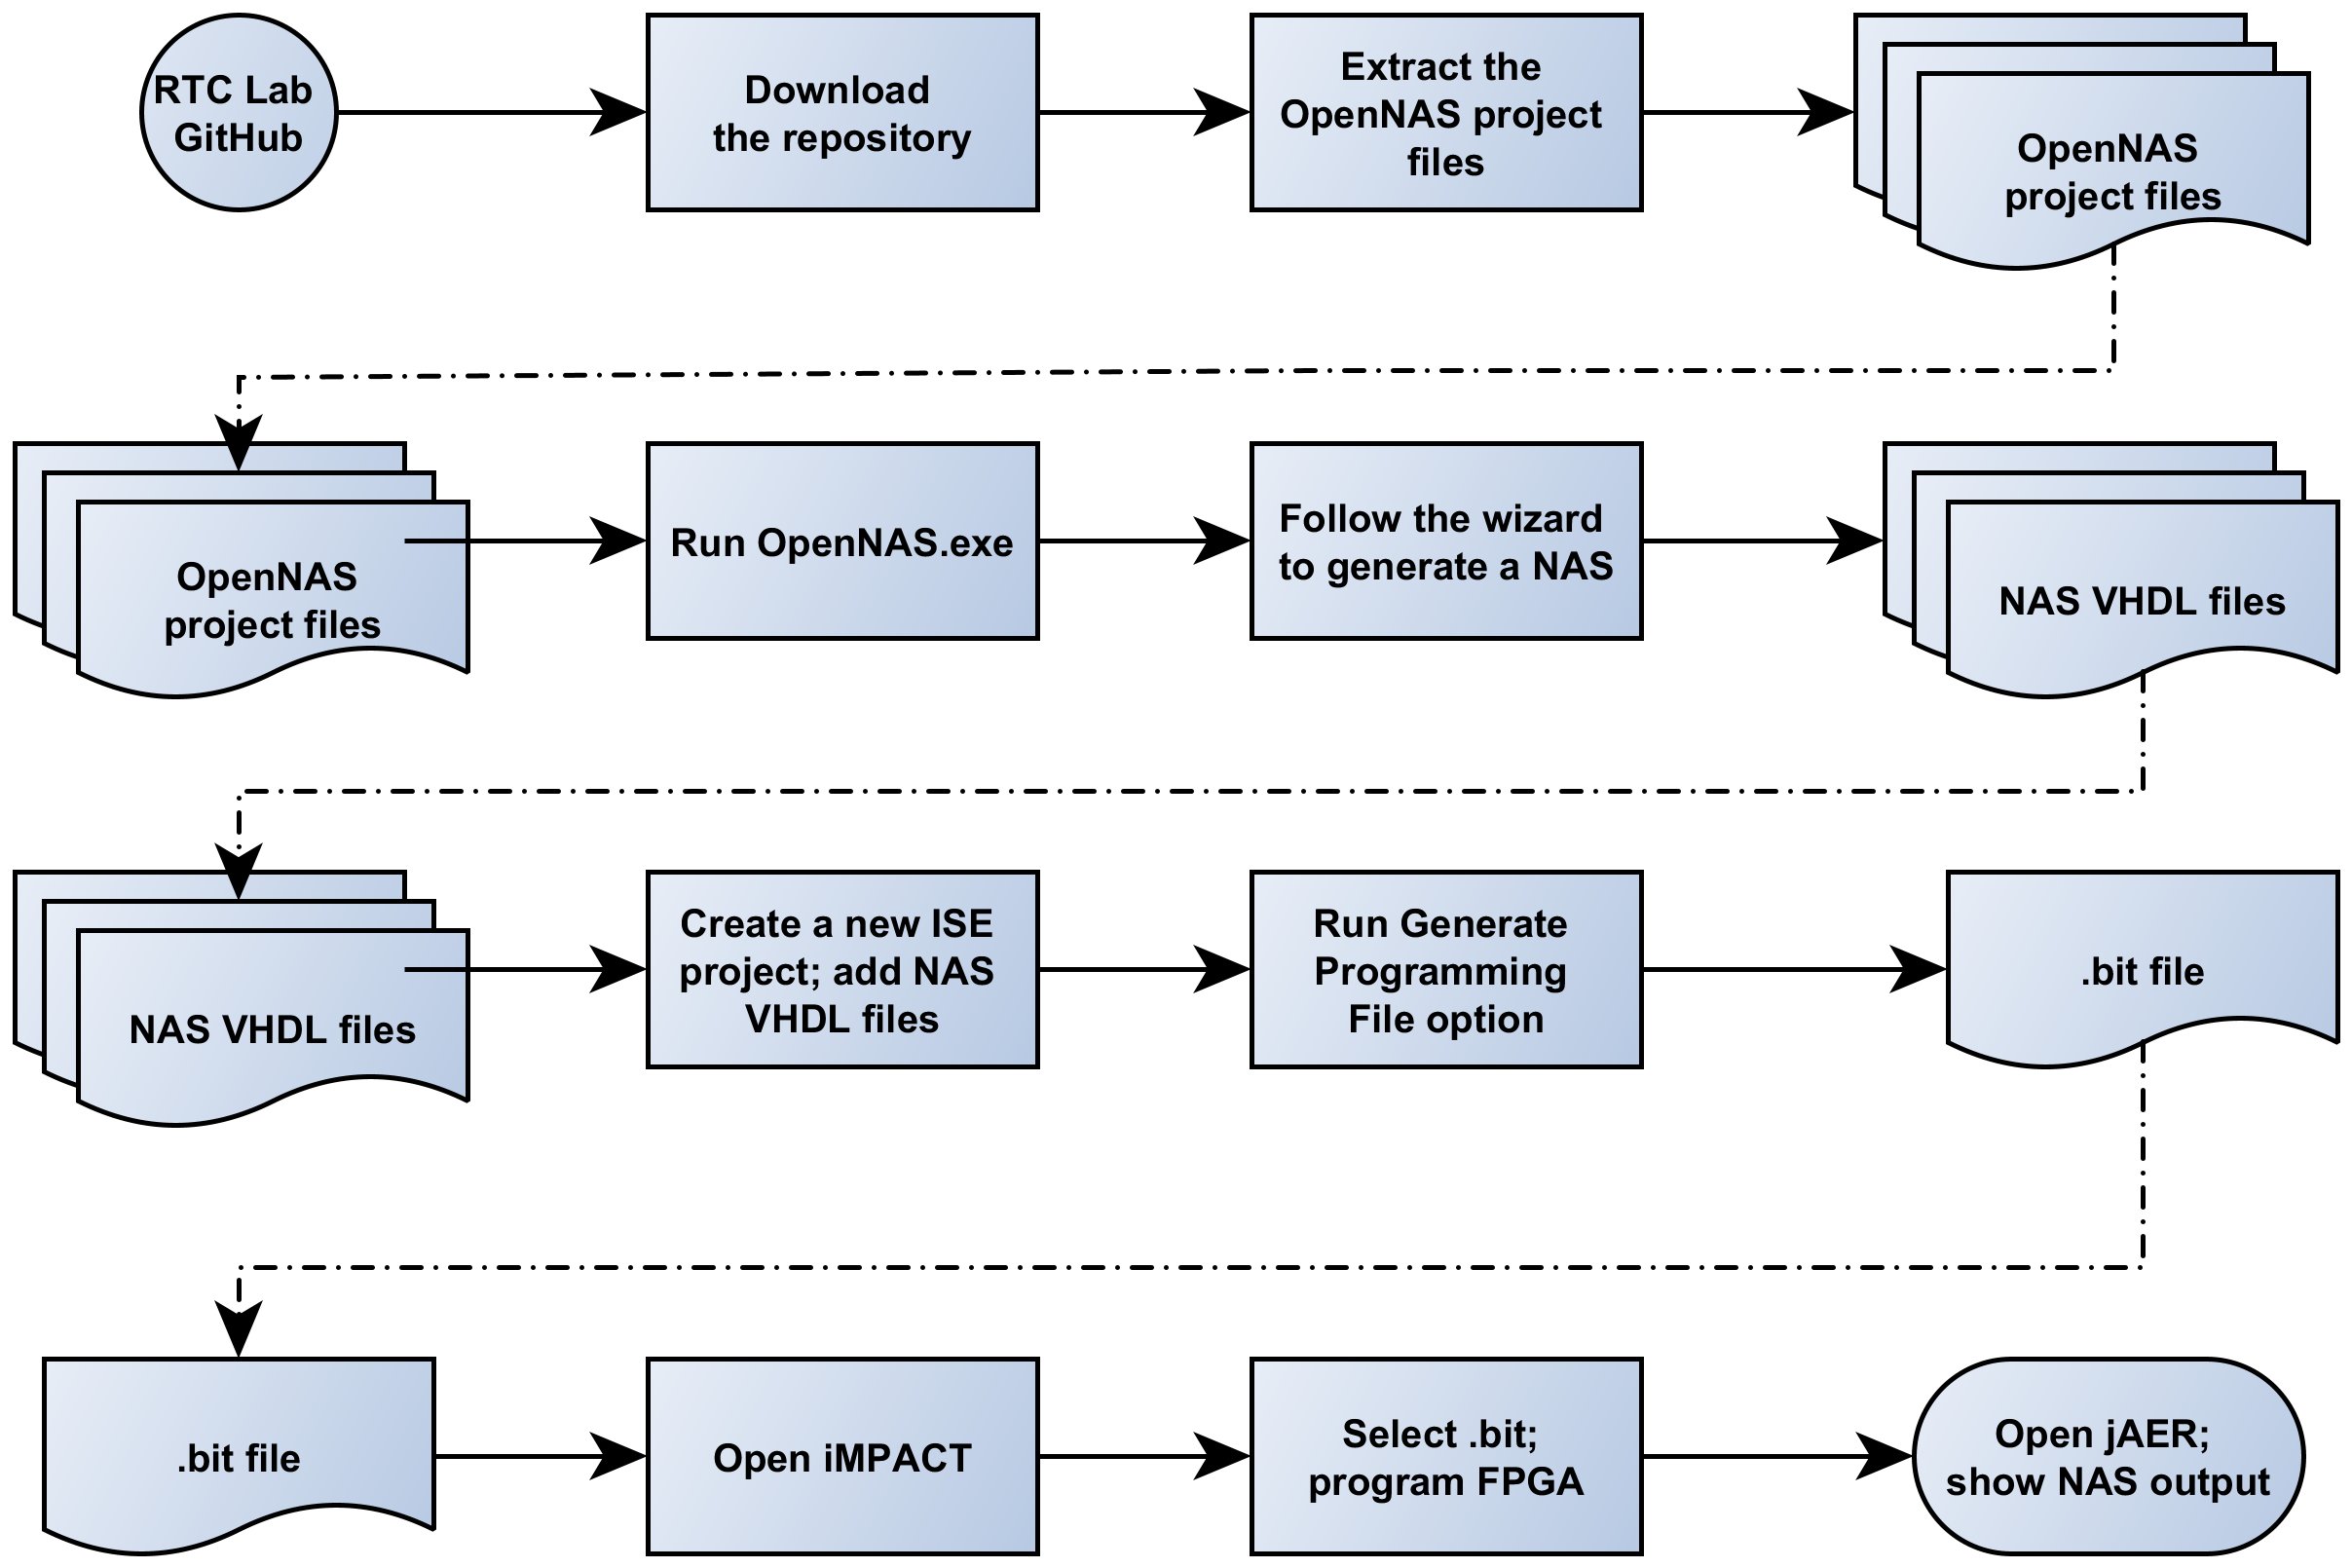 RTC Lab
GitHub
Download
the repository
Extract the
OpenNAS project
files
OpenNAS
project files
OpenNAS
project files
Run OpenNAS.exe
Follow the wizard
to generate a NAS
NAS VHDL files
NAS VHDL files
Create a new ISE
project; add NAS
VHDL files
Run Generate
Programming
File option
.bit file
.bit file
Open iMPACT
Select .bit;
program FPGA
Open jAER;
show NAS output